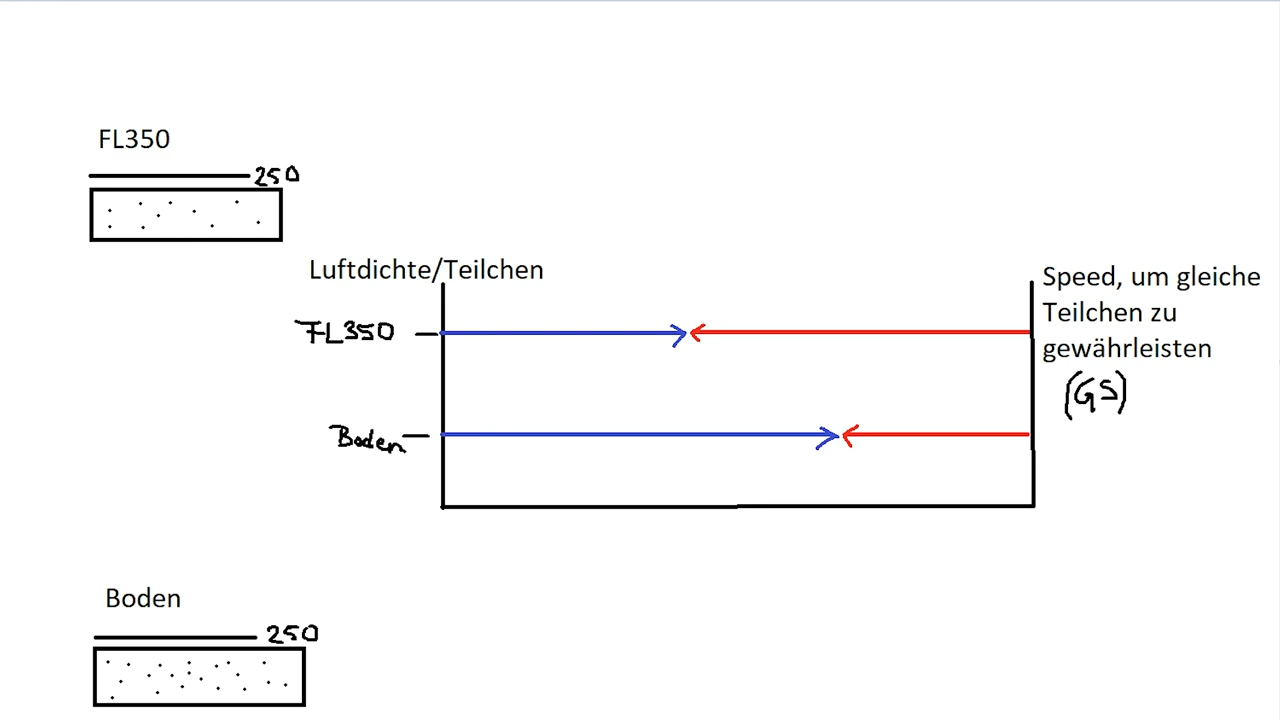 FL350
250
Luftdichte/Teilchen
Speed, um gleiche
Teilchen zu
gewährleisten
(GS)
FL350
Boden
Boden
250